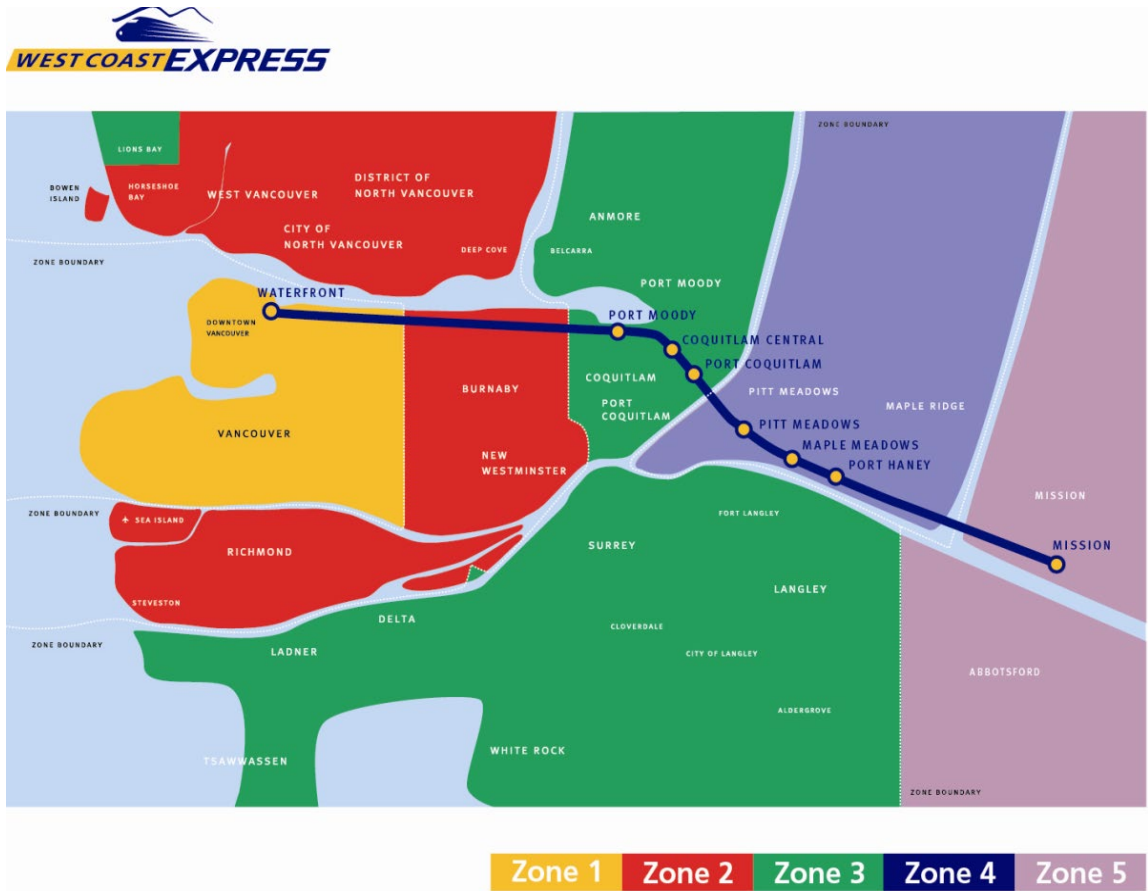 WEST COAST EXPRESS
ZONE BOUNDARY
LIONS BAY
BOWEN
ISLAND
HORSESHOE
BAY
WEST VANCOUVER
DISTRICT OF
NORTH VANCOUVER
CITY OF
NORTH VANCOUVER
DEEP COVE
ANMORE
BELCARRA
ZONE BOUNDARY
PORT MOODY
WATERFRONT
PORT MOODY
DOWNTOWN
VANCOUVER
COQUITLAM CENTRAL
PORT COQUITLAM
COQUITLAM
BURNABY
PITT MEADOWS
PORT
COQUITLAM
MAPLE RIDGE
PITT MEADOWS
VANCOUVER
MAPLE MEADOWS
NEW
WESTMINSTER
PORT HANEY
MISSION
ZONE BOUNDARY
SEA ISLAND
FORT LANGLEY
RICHMOND
SURREY
MISSION
STEVESTON
LANGLEY
DELTA
CLOVERDALE
ZONE BOUNDARY
LADNER
CITY OF LANGLEY
ABBOTSFORD
ALDERGROVE
WHITE ROCK
TSAWWASSEN
ZONE BOUNDARY
Zone 1 Zone 2 Zone 3 Zone 4 Zone 5